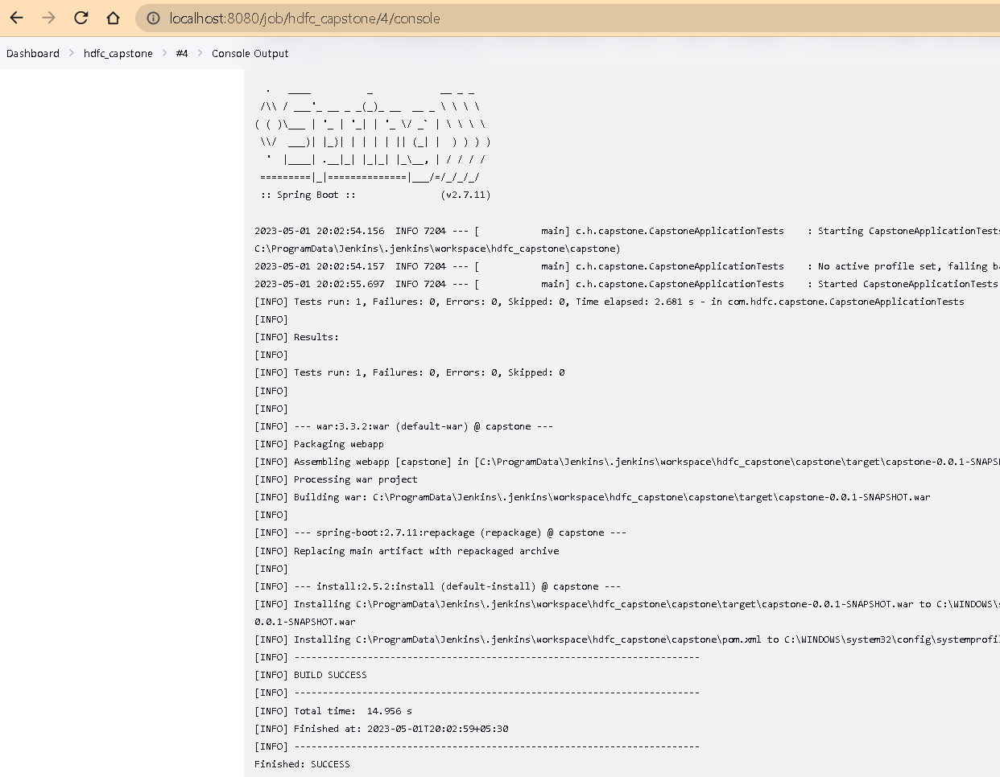 localhost:8080/job/hdfc_capstone/4/console
Dashboard > hdfc_capstone > #4 > Console Output
  .   ____          _            __ _ _
 /\\ / ___'_ __ _ _(_)_ __  __ _ \ \ \ \
( ( )\___ | '_ | '_| | '_ \/ _` | \ \ \ \
 \\/  ___)| |_)| | | | | || (_| |  ) ) ) )
  '  |____| .__|_| |_|_| |_\__, | / / / /
 =========|_|==============|___/=/_/_/_/
 :: Spring Boot ::               (v2.7.11)
2023-05-01 20:02:54.156  INFO 7204 --- [           main] c.h.capstone.CapstoneApplicationTests    : Starting CapstoneApplicationTests
C:\ProgramData\Jenkins\.jenkins\workspace\hdfc_capstone\capstone)
2023-05-01 20:02:54.157  INFO 7204 --- [           main] c.h.capstone.CapstoneApplicationTests    : No active profile set, falling
2023-05-01 20:02:55.697  INFO 7204 --- [           main] c.h.capstone.CapstoneApplicationTests    : Started CapstoneApplicationTests
[INFO] Tests run: 1, Failures: 0, Errors: 0, Skipped: 0, Time elapsed: 2.681 s - in com.hdfc.capstone.CapstoneApplicationTests
[INFO]
[INFO] Results:
[INFO]
[INFO] Tests run: 1, Failures: 0, Errors: 0, Skipped: 0
[INFO]
[INFO]
[INFO] --- war:3.3.2:war (default-war) @ capstone ---
[INFO] Packaging webapp
[INFO] Assembling webapp [capstone] in [C:\ProgramData\Jenkins\.jenkins\workspace\hdfc_capstone\capstone\target\capstone-0.0.1-SNAPS
[INFO] Processing war project
[INFO] Building war: C:\ProgramData\Jenkins\.jenkins\workspace\hdfc_capstone\capstone\target\capstone-0.0.1-SNAPSHOT.war
[INFO]
[INFO] --- spring-boot:2.7.11:repackage (repackage) @ capstone ---
[INFO] Replacing main artifact with repackaged archive
[INFO]
[INFO] --- install:2.5.2:install (default-install) @ capstone ---
[INFO] Installing C:\ProgramData\Jenkins\.jenkins\workspace\hdfc_capstone\capstone\target\capstone-0.0.1-SNAPSHOT.war to C:\WINDOWS\
0.0.1-SNAPSHOT.war
[INFO] Installing C:\ProgramData\Jenkins\.jenkins\workspace\hdfc_capstone\capstone\pom.xml to C:\WINDOWS\system32\config\systemprofil
[INFO] ------------------------------------------------------------------------
[INFO] BUILD SUCCESS
[INFO] ------------------------------------------------------------------------
[INFO] Total time:  14.956 s
[INFO] Finished at: 2023-05-01T20:02:59+05:30
[INFO] ------------------------------------------------------------------------
Finished: SUCCESS